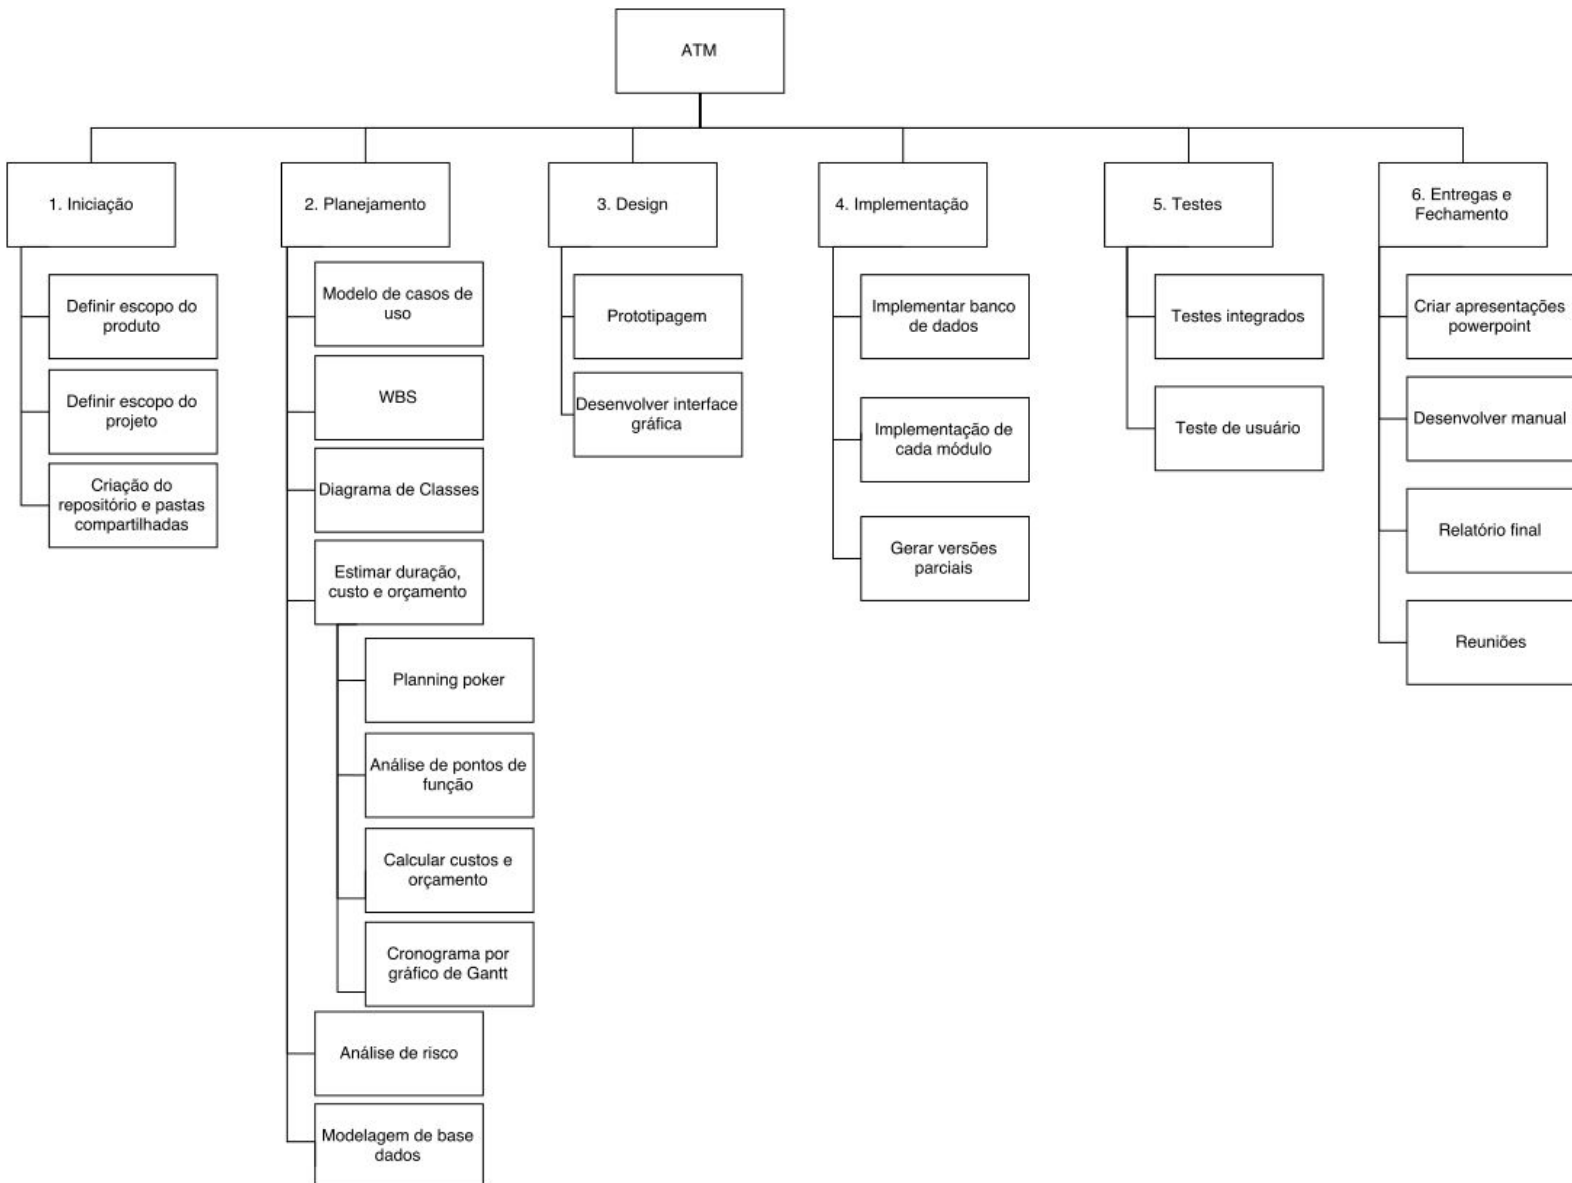 ATM
1. Iniciação
2. Planejamento
3. Design
4. Implementação
5. Testes
6. Entregas e
Fechamento
Definir escopo do
produto
Definir escopo do
projeto
Criação do
repositório e pastas
compartilhadas
Modelo de casos de
uso
WBS
Diagrama de Classes
Estimar duração,
custo e orçamento
Planning poker
Análise de pontos de
função
Calcular custos e
orçamento
Cronograma por
gráfico de Gantt
Análise de risco
Modelagem de base
dados
Prototipagem
Desenvolver interface
gráfica
Implementar banco
de dados
Implementação de
cada módulo
Gerar versões
parciais
Testes integrados
Teste de usuário
Criar apresentações
powerpoint
Desenvolver manual
Relatório final
Reuniões